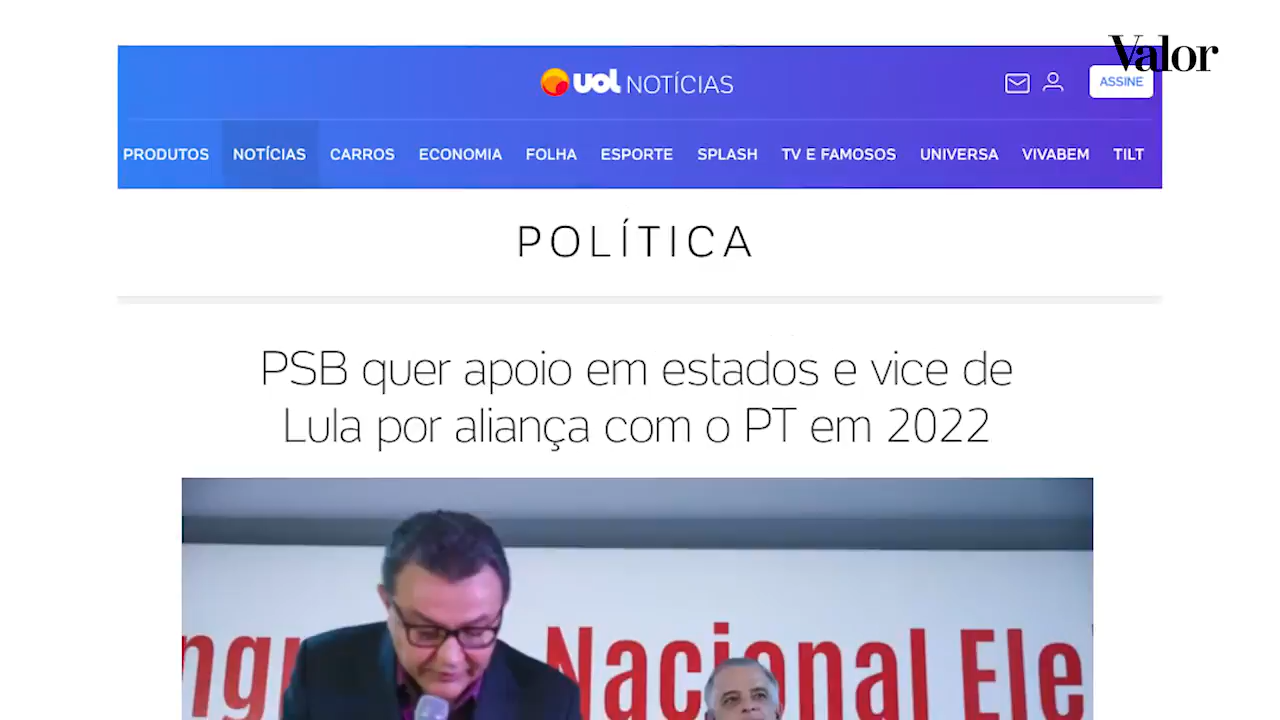 Valor
uol NOTÍCIAS
ASSINE
PRODUTOS NOTÍCIAS CARROS ECONOMIA FOLHA ESPORTE SPLASH TV E FAMOSOS UNIVERSA VIVABEM TILT
POLÍTICA
PSB quer apoio em estados e vice de
Lula por aliança com o PT em 2022
Nacional Ele